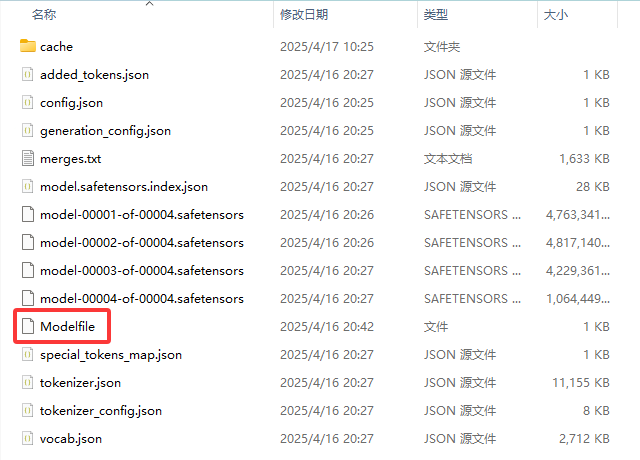 名称 修改日期 类型 大小
cache 2025/4/17 10:25 文件夹
added_tokens.json 2025/4/16 20:27 JSON 源文件 1 KB
config.json 2025/4/16 20:25 JSON 源文件 1 KB
generation_config.json 2025/4/16 20:25 JSON 源文件 1 KB
merges.txt 2025/4/16 20:27 文本文档 1,633 KB
model.safetensors.index.json 2025/4/16 20:27 JSON 源文件 28 KB
model-00001-of-00004.safetensors 2025/4/16 20:26 SAFETENSORS ... 4,763,341...
model-00002-of-00004.safetensors 2025/4/16 20:26 SAFETENSORS ... 4,817,140...
model-00003-of-00004.safetensors 2025/4/16 20:27 SAFETENSORS ... 4,229,361...
model-00004-of-00004.safetensors 2025/4/16 20:27 SAFETENSORS ... 1,064,449...
Modelfile 2025/4/16 20:42 文件 1 KB
special_tokens_map.json 2025/4/16 20:27 JSON 源文件 1 KB
tokenizer.json 2025/4/16 20:27 JSON 源文件 11,155 KB
tokenizer_config.json 2025/4/16 20:27 JSON 源文件 8 KB
vocab.json 2025/4/16 20:27 JSON 源文件 2,712 KB